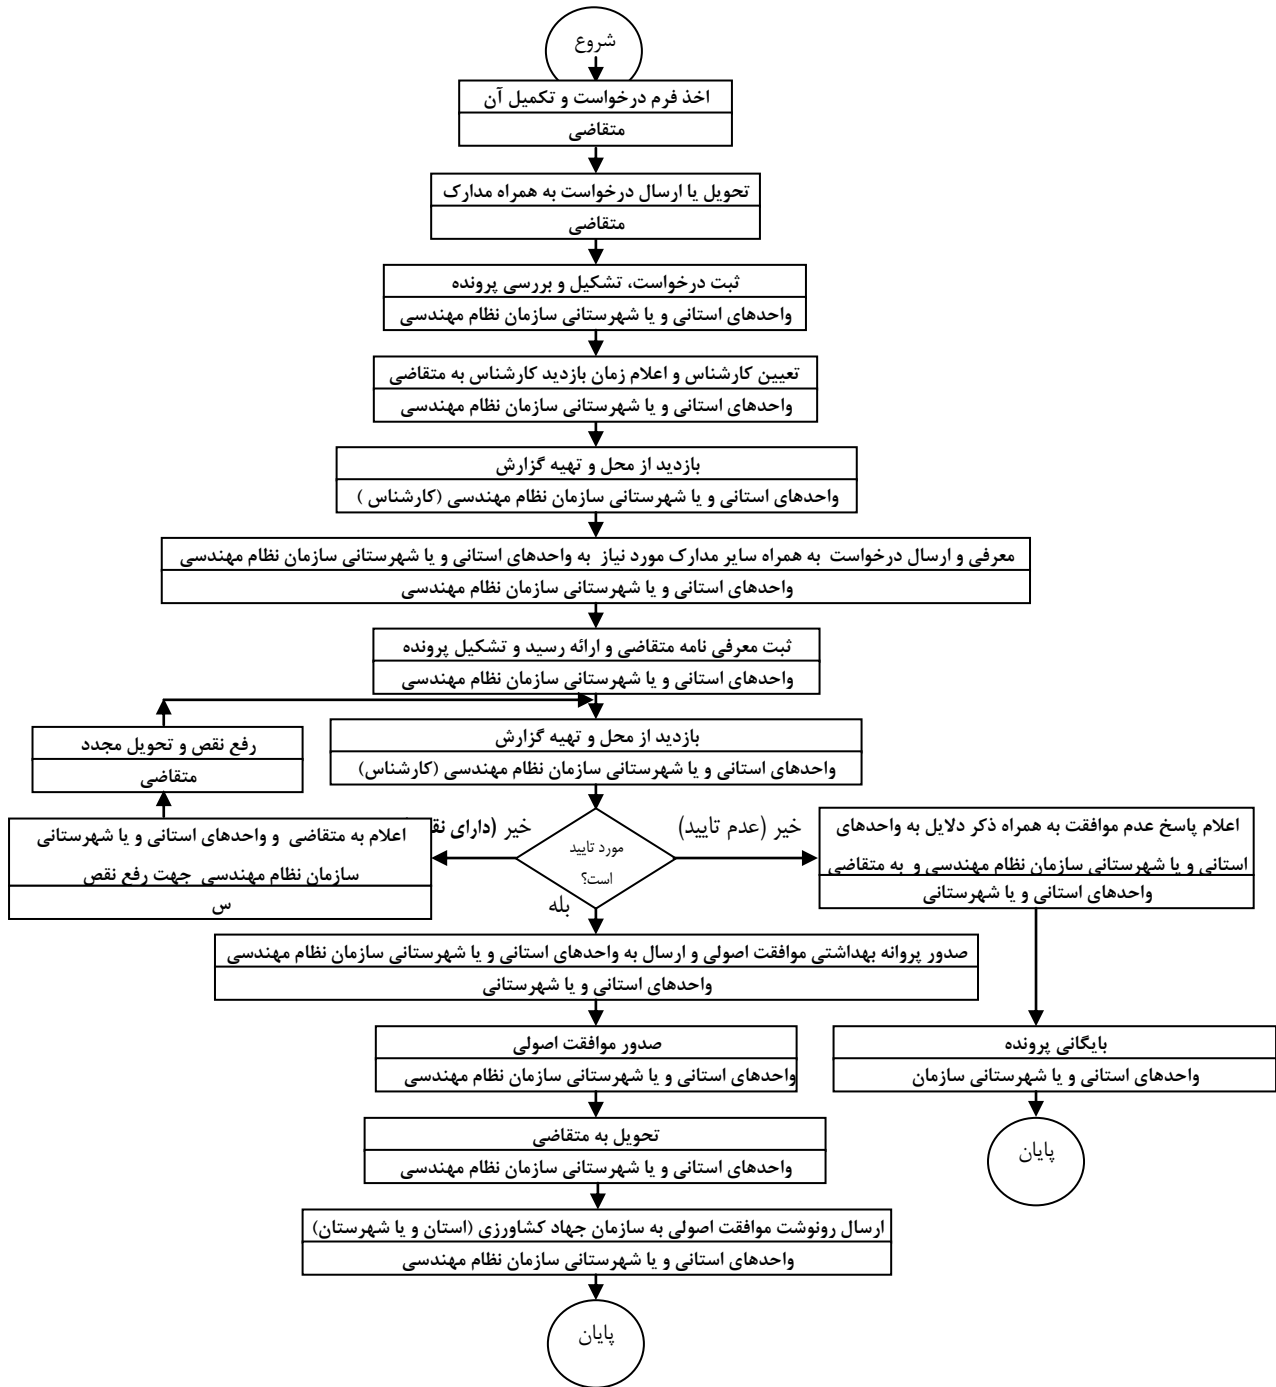 شروع
اخذ فرم درخواست و تکمیل آن
متقاضی
تحویل یا ارسال درخواست به همراه مدارک
متقاضی
ثبت درخواست، تشکیل و بررسی پرونده
واحدهای استانی و یا شهرستانی سازمان نظام مهندسی
تعیین کارشناس و اعلام زمان بازدید کارشناس به متقاضی
واحدهای استانی و یا شهرستانی سازمان نظام مهندسی
بازدید از محل و تهیه گزارش
واحدهای استانی و یا شهرستانی سازمان نظام مهندسی (کارشناس )
معرفی و ارسال درخواست به همراه سایر مدارک مورد نیاز به واحدهای استانی و یا شهرستانی سازمان نظام مهندسی
واحدهای استانی و یا شهرستانی سازمان نظام مهندسی
ثبت معرفی نامه متقاضی و ارائه رسید و تشکیل پرونده
واحدهای استانی و یا شهرستانی سازمان نظام مهندسی
بازدید از محل و تهیه گزارش
واحدهای استانی و یا شهرستانی سازمان نظام مهندسی (کارشناس)
رفع نقص و تحویل مجدد
متقاضی
مورد تایید
است؟
خیر (عدم تایید)
خیر (دارای نق
بله
اعلام پاسخ عدم موافقت به همراه ذکر دلایل به واحدهای
استانی و یا شهرستانی سازمان نظام مهندسی و به متقاضی
واحدهای استانی و یا شهرستانی
اعلام به متقاضی و واحدهای استانی و یا شهرستانی
سازمان نظام مهندسی جهت رفع نقص
س
صدور پروانه بهداشتی موافقت اصولی و ارسال به واحدهای استانی و یا شهرستانی سازمان نظام مهندسی
واحدهای استانی و یا شهرستانی
صدور موافقت اصولی
واحدهای استانی و یا شهرستانی سازمان نظام مهندسی
بایگانی پرونده
واحدهای استانی و یا شهرستانی سازمان
پایان
تحویل به متقاضی
واحدهای استانی و یا شهرستانی سازمان نظام مهندسی
ارسال رونوشت موافقت اصولی به سازمان جهاد کشاورزی (استان و یا شهرستان)
واحدهای استانی و یا شهرستانی سازمان نظام مهندسی
پایان